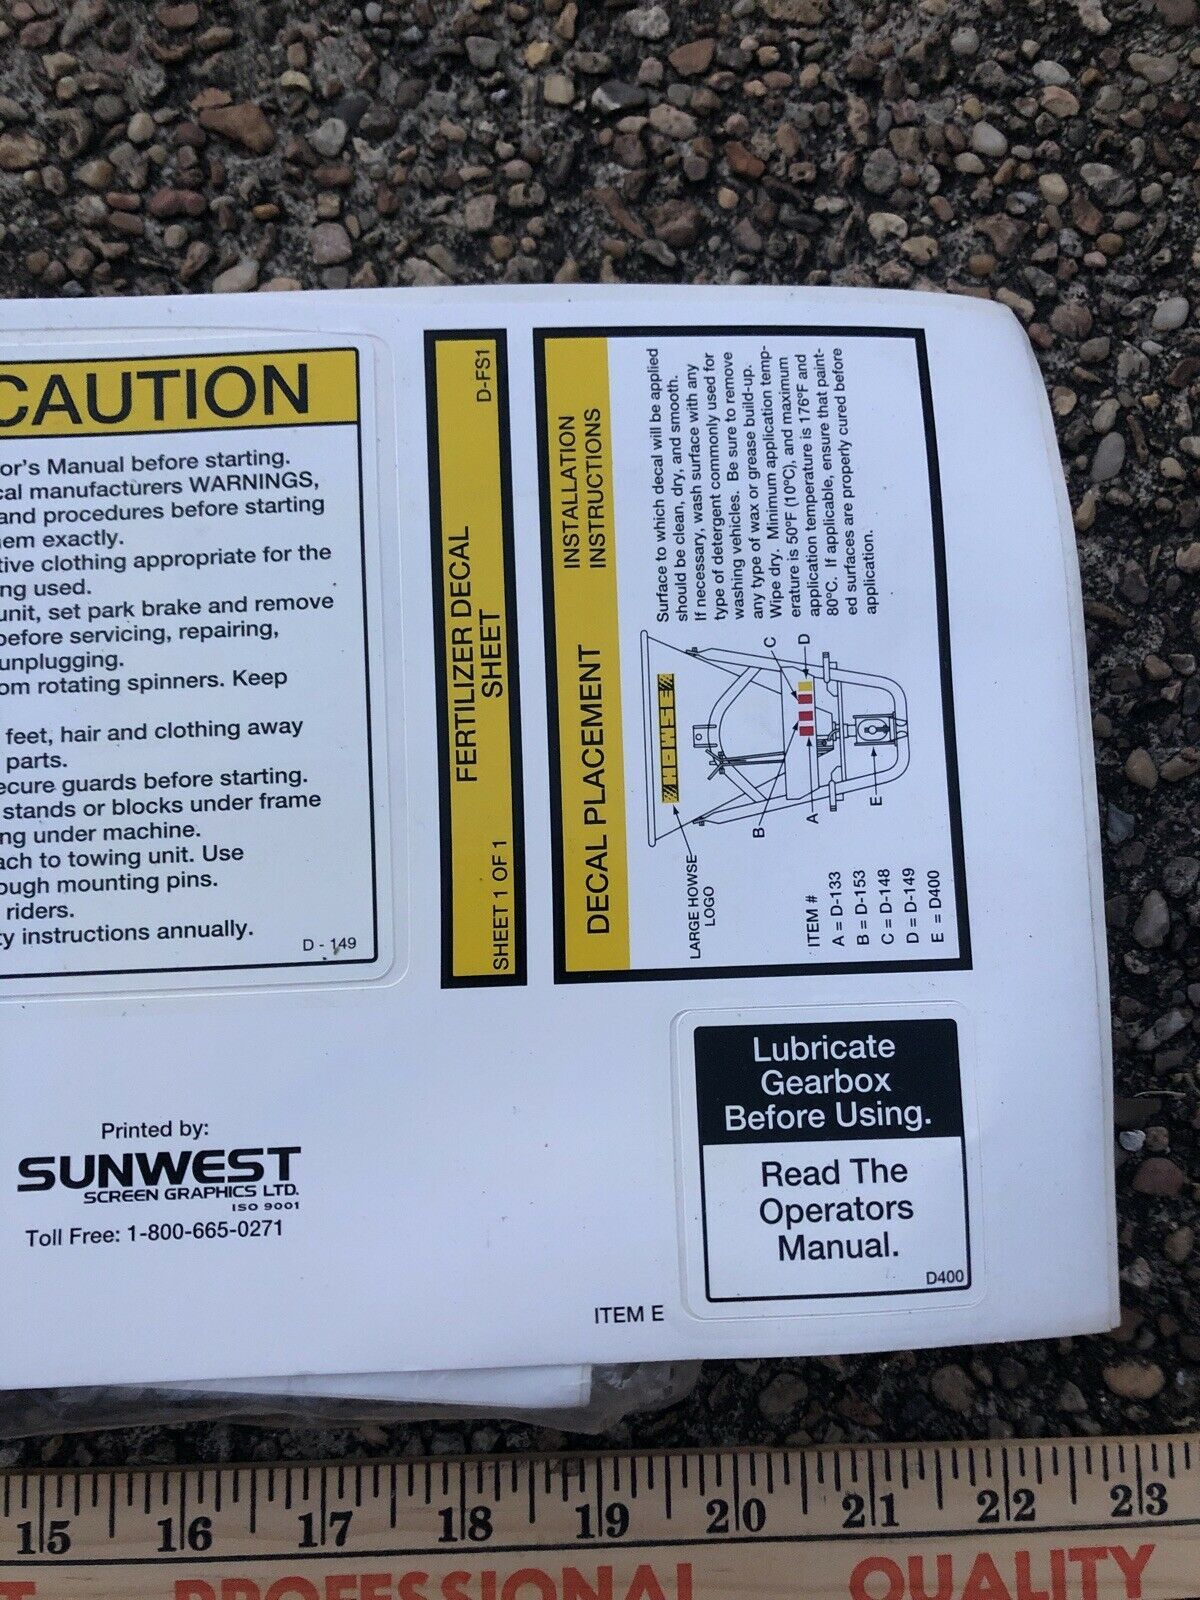 CAUTION
or's Manual before starting.
cal manufacturers WARNINGS,
and procedures before starting
em exactly.
tive clothing appropriate for the
ng used.
unit, set park brake and remove
before servicing, repairing,
unplugging.
om rotating spinners. Keep
feet, hair and clothing away
parts.
ecure guards before starting.
stands or blocks under frame
ng under machine.
ach to towing unit. Use
ough mounting pins.
riders.
ty instructions annually.
D - 149
FERTILIZER DECAL
SHEET
SHEET 1 OF 1
D-FS1
DECAL PLACEMENT
INSTALLATION
INSTRUCTIONS
LARGE HOWSE
LOGO
HOWSE
A
B
C
D
E
ITEM #
A = D-133
B = D-153
C = D-148
D = D-149
E = D400
Surface to which decal will be applied
should be clean, dry, and smooth.
If necessary, wash surface with any
type of detergent commonly used for
washing vehicles. Be sure to remove
any type of wax or grease build-up.
Wipe dry. Minimum application temp-
erature is 50ºF (10ºC), and maximum
application temperature is 176ºF and
80ºC. If applicable, ensure that paint-
ed surfaces are properly cured before
application.
Printed by:
SUNWEST
SCREEN GRAPHICS LTD.
ISO 9001
Toll Free: 1-800-665-0271
Lubricate
Gearbox
Before Using.
Read The
Operators
Manual.
D400
ITEM E
15 16 17 18 19 20 21 22 23
PROFESSIONAL QUALITY